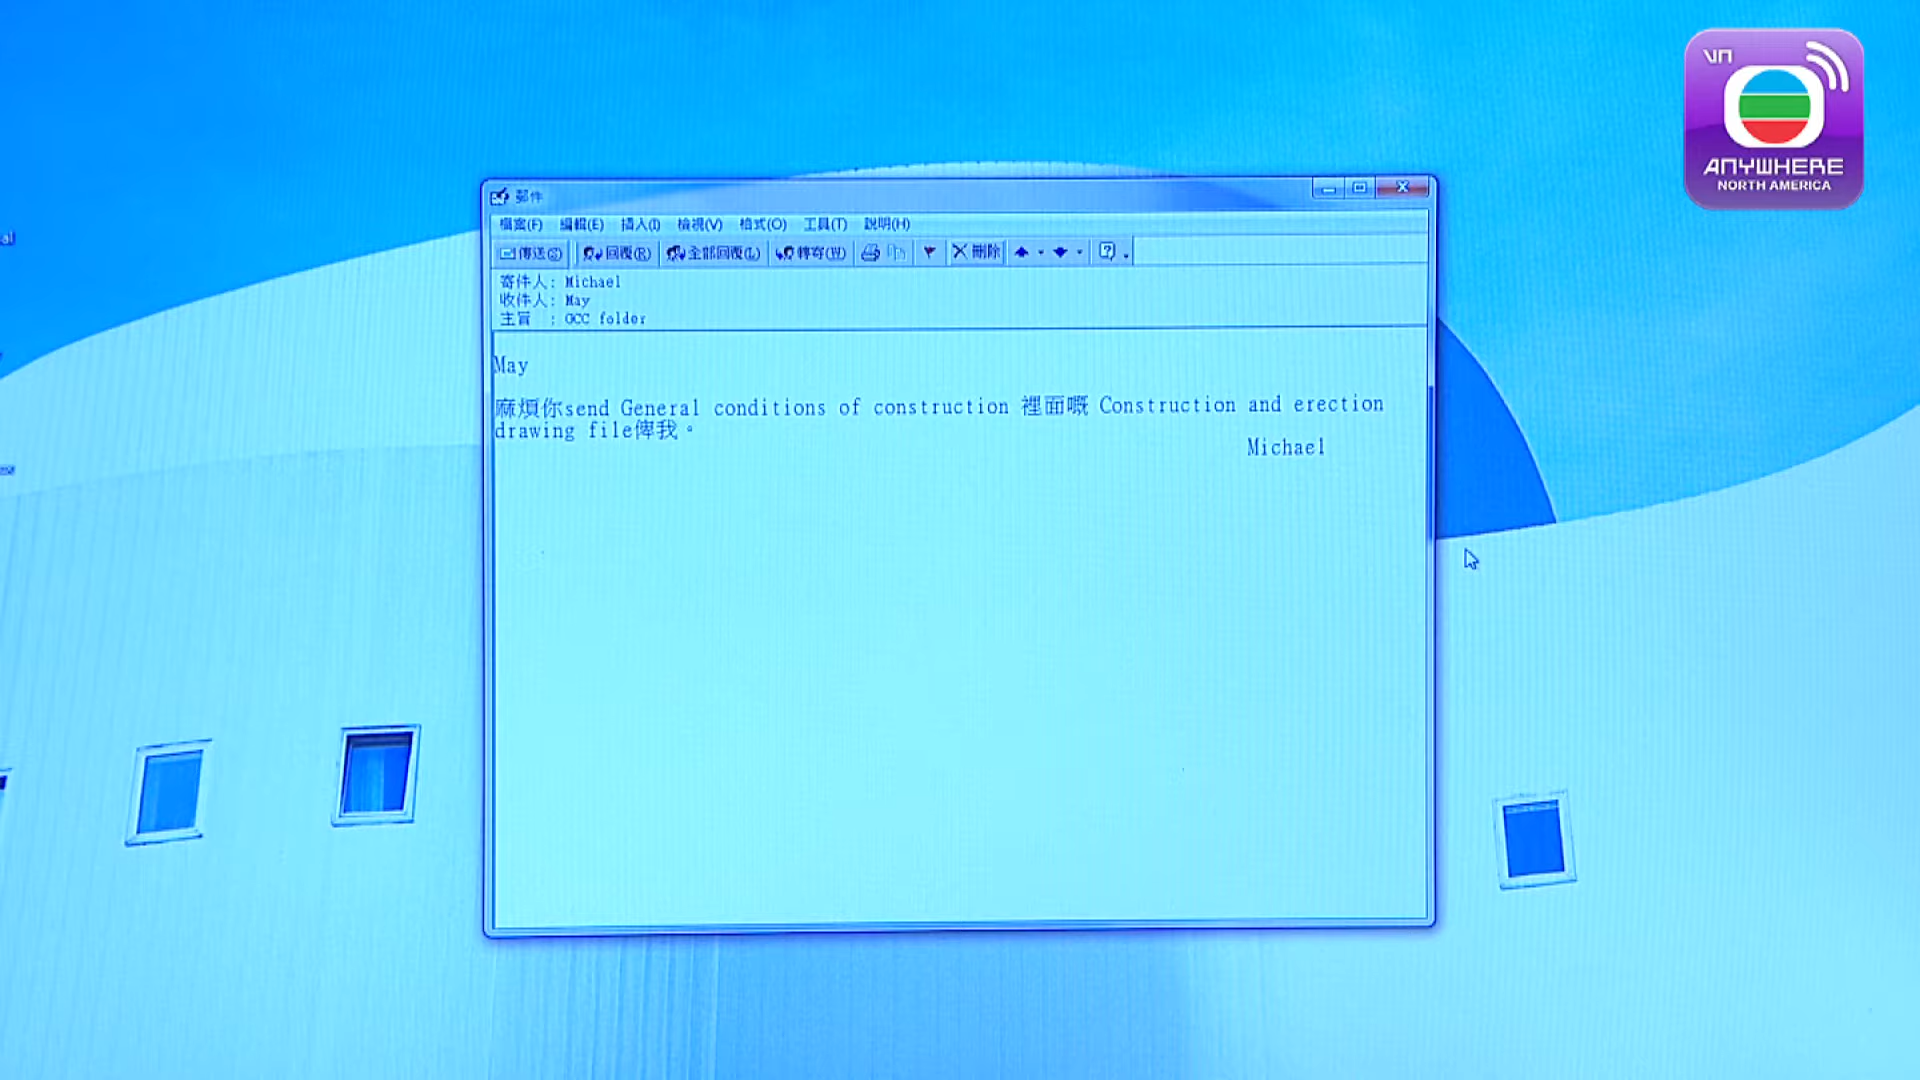 VN
ANYWHERE
NORTH AMERICA
郵件
檔案(F) 編輯(E) 插入(I) 檢視(V) 格式(O) 工具(T) 說明(H)
傳送(S) 回覆(R) 全部回覆(L) 轉寄(W) 刪除
寄件人: Michael
收件人: May
主旨 : GCC folder
May
麻煩你send General conditions of construction 裡面嘅 Construction and erection
drawing file俾我。
Michael